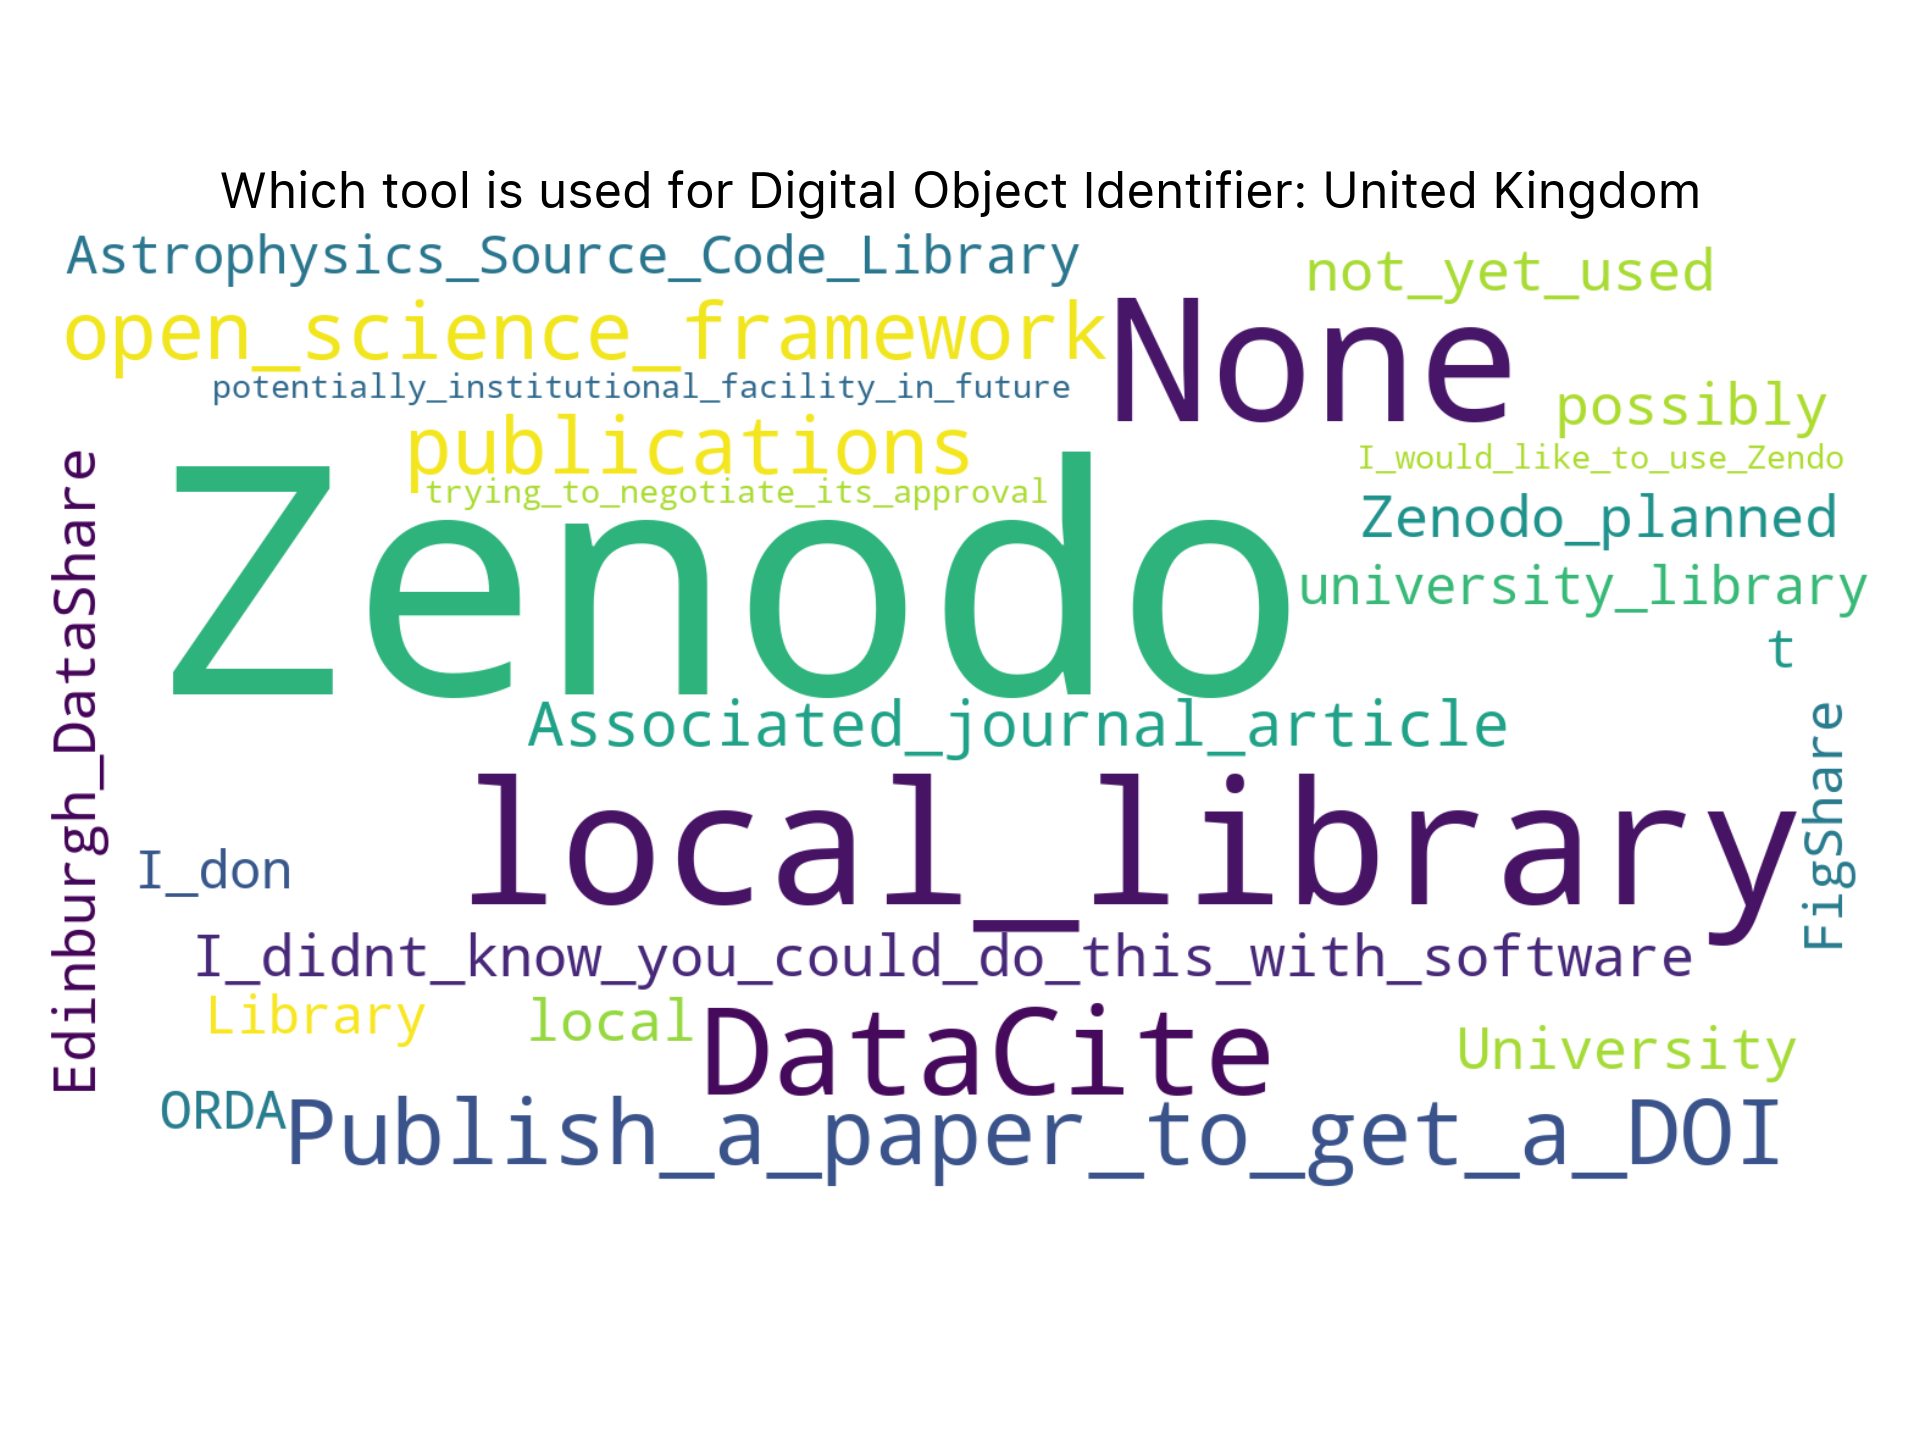 Which tool is used for Digital Object Identifier: United Kingdom
Astrophysics_Source_Code_Library
not_yet_used
open_science_framework
None
potentially_institutional_facility_in_future
possibly
publications
I_would_like_to_use_Zendo
trying_to_negotiate_its_approval
Zenodo_planned
Zenodo
university_library
t
Edinburgh_DataShare
Associated_journal_article
FigShare
local_library
I_don
I_didnt_know_you_could_do_this_with_software
Library
local
DataCite
University
ORDA
Publish_a_paper_to_get_a_DOI